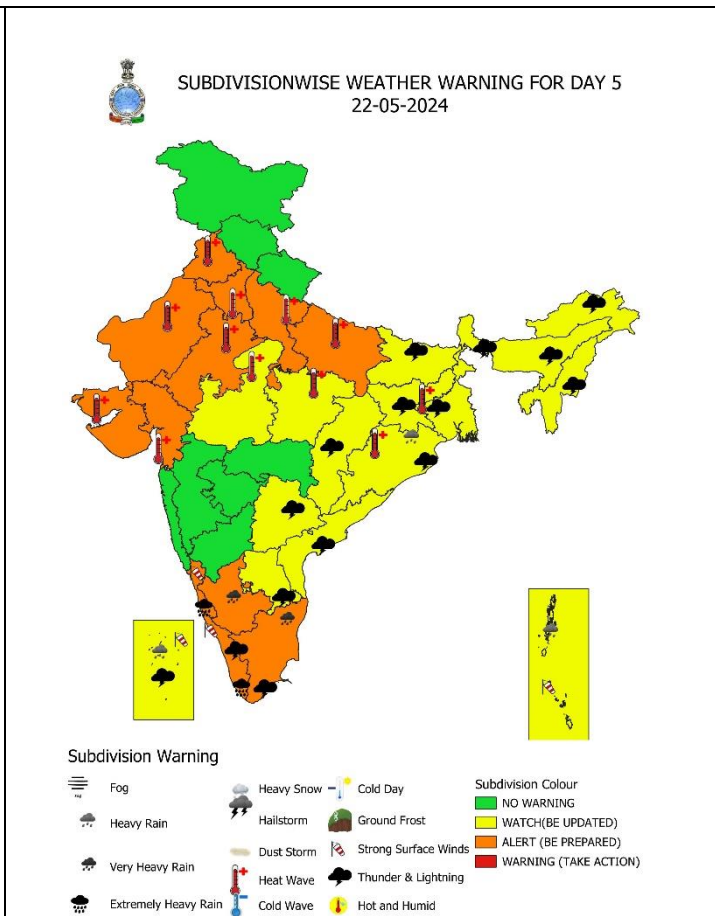 SUBDIVISIONWISE WEATHER WARNING FOR DAY 5
22-05-2024
Subdivision Warning
Fog
Heavy Rain
Very Heavy Rain
Extremely Heavy Rain
Heavy Snow
Hailstorm
Dust Storm
Heat Wave
Cold Wave
Cold Day
Ground Frost
Strong Surface Winds
Thunder & Lightning
Hot and Humid
Subdivision Colour
NO WARNING
WATCH(BE UPDATED)
ALERT (BE PREPARED)
WARNING (TAKE ACTION)